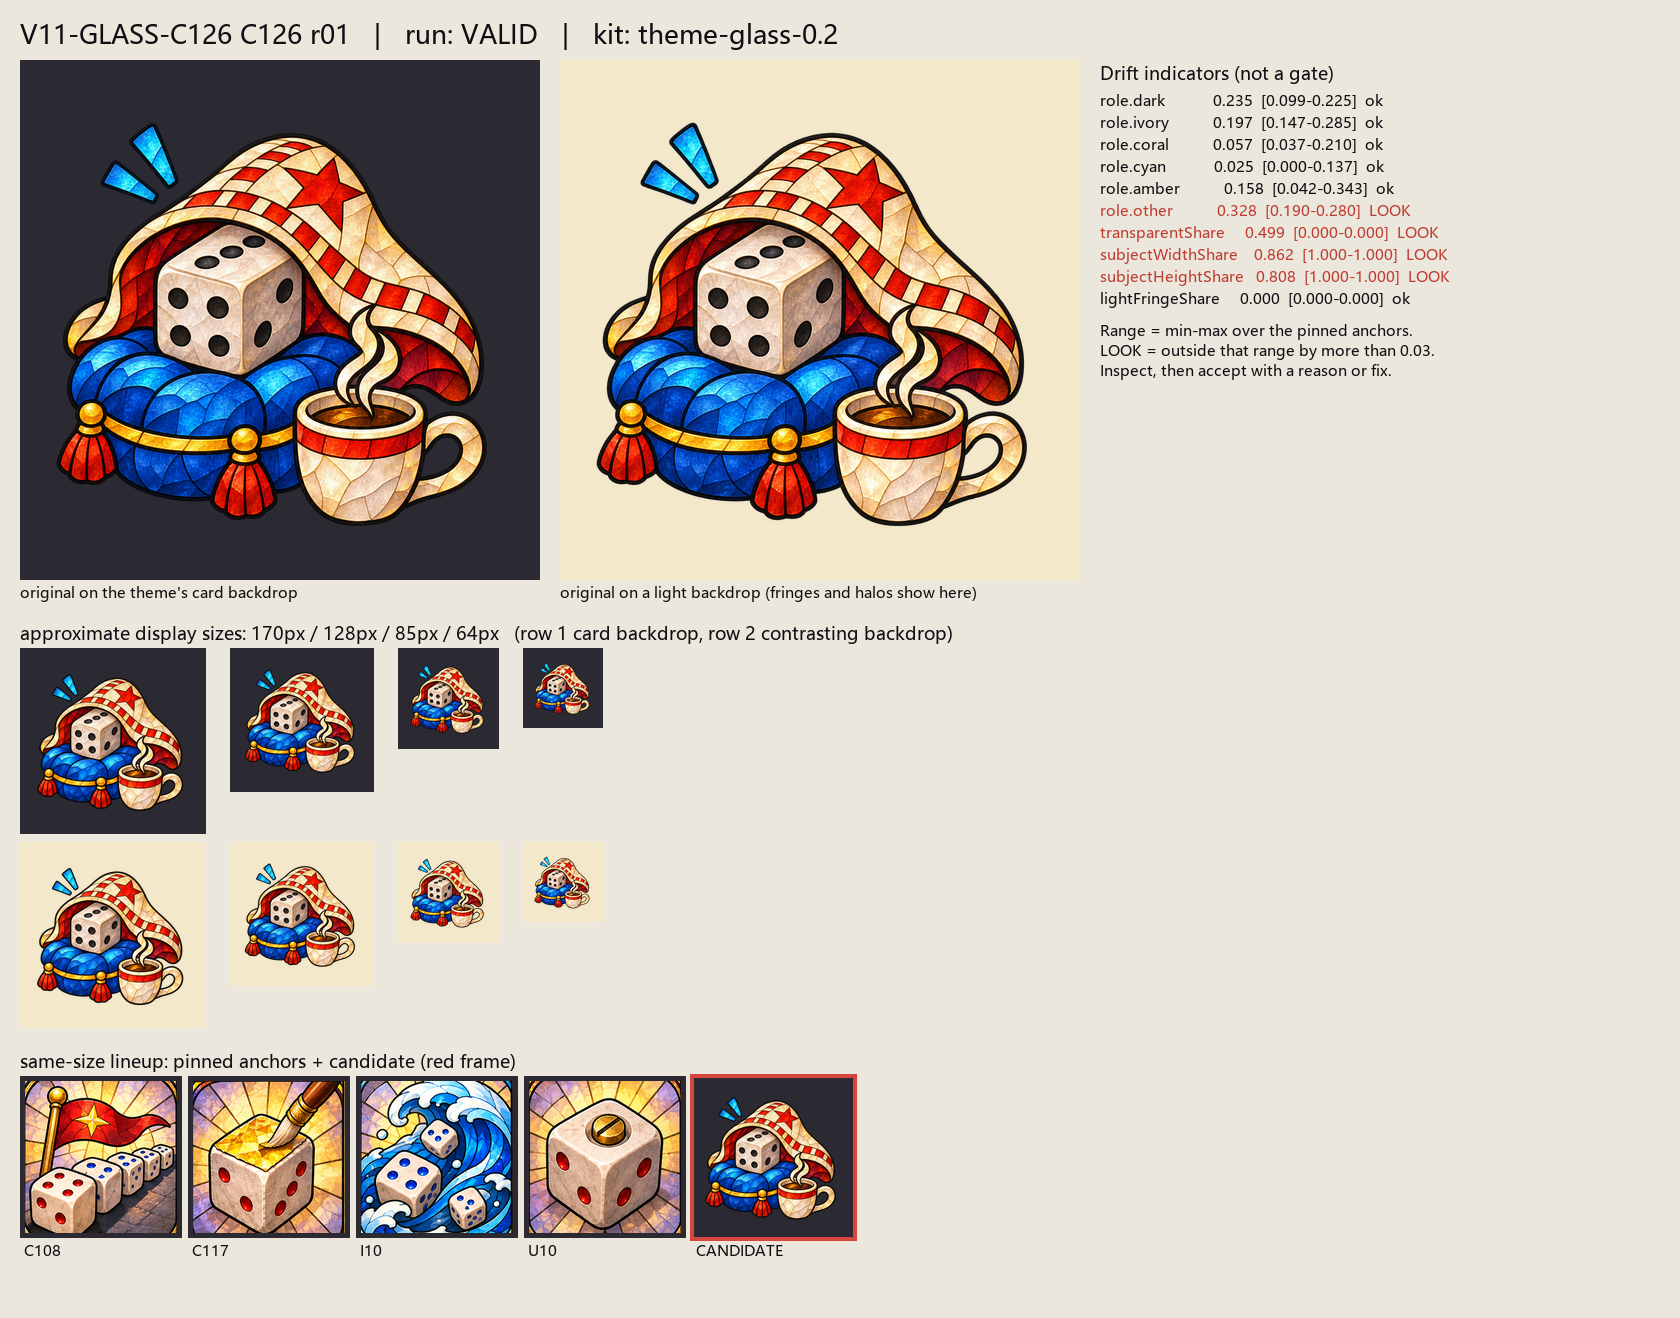 V11-GLASS-C126 C126 r01 | run: VALID | kit: theme-glass-0.2
Drift indicators (not a gate)
role.dark 0.235 [0.099-0.225] ok
role.ivory 0.197 [0.147-0.285] ok
role.coral 0.057 [0.037-0.210] ok
role.cyan 0.025 [0.000-0.137] ok
role.amber 0.158 [0.042-0.343] ok
role.other 0.328 [0.190-0.280] LOOK
transparentShare 0.499 [0.000-0.000] LOOK
subjectWidthShare 0.862 [1.000-1.000] LOOK
subjectHeightShare 0.808 [1.000-1.000] LOOK
lightFringeShare 0.000 [0.000-0.000] ok
Range = min-max over the pinned anchors.
LOOK = outside that range by more than 0.03.
Inspect, then accept with a reason or fix.
original on the theme's card backdrop
original on a light backdrop (fringes and halos show here)
approximate display sizes: 170px / 128px / 85px / 64px (row 1 card backdrop, row 2 contrasting backdrop)
same-size lineup: pinned anchors + candidate (red frame)
C108
C117
I10
U10
CANDIDATE